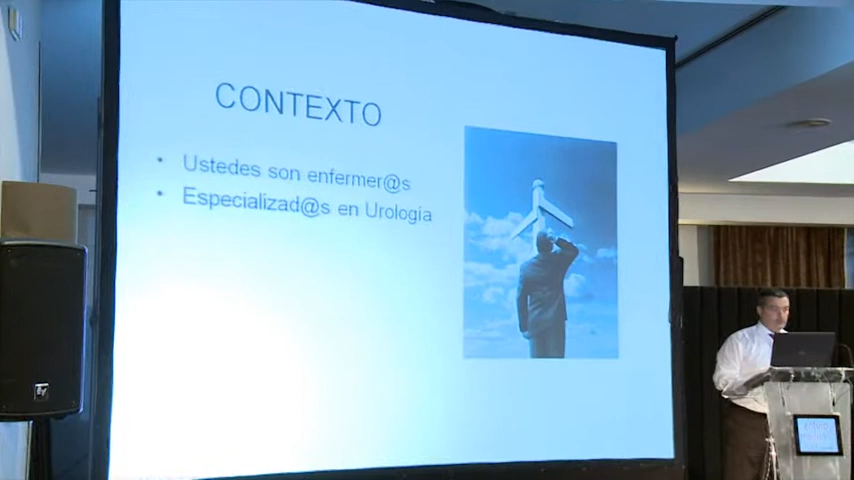 CONTEXTO
• Ustedes son enfermer@s
• Especializad@s en Urología